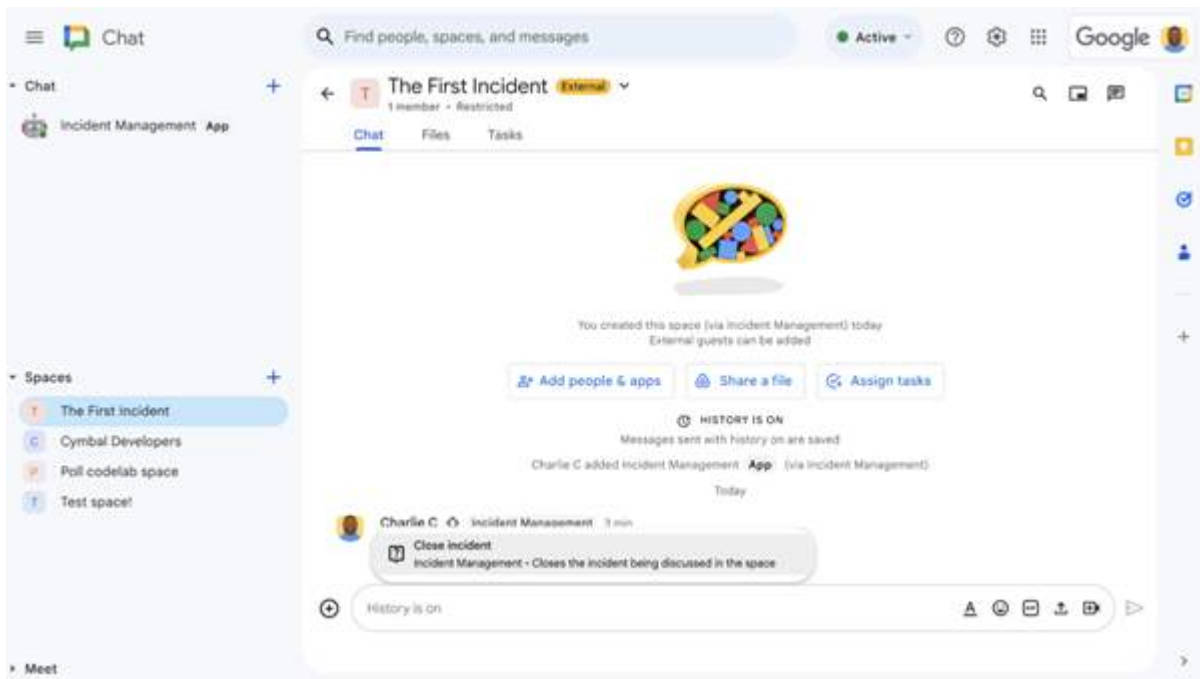 Chat
Find people, spaces, and messages
Active
Google
Chat
Incident Management App
T
The First Incident External
1 member • Restricted
Chat Files Tasks
You created this space (via Incident Management) today
External guests can be added
Add people & apps
Share a file
Assign tasks
HISTORY IS ON
Messages sent with history on are saved
Charlie C added Incident Management App (via Incident Management)
Today
Charlie C Incident Management 3 min
Close incident
Incident Management • Closes the incident being discussed in the space
History is on
Spaces
T The First Incident
C Cymbal Developers
P Poll codelab space
T Test space!
Meet